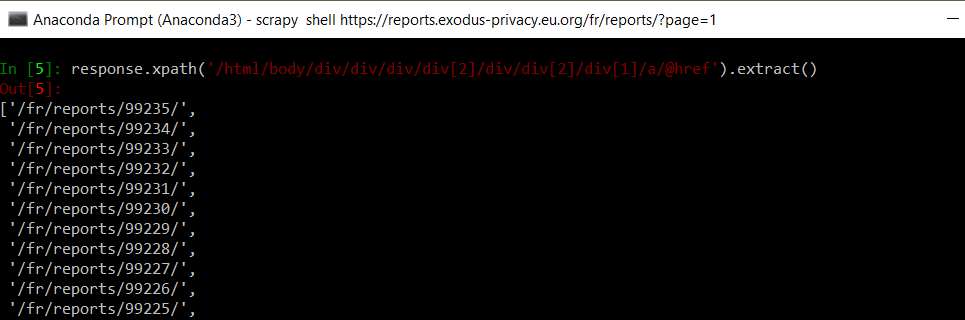 Anaconda Prompt (Anaconda3) - scrapy  shell https://reports.exodus-privacy.eu.org/fr/reports/?page=1
In [5]: response.xpath('/html/body/div/div/div/div[2]/div/div[2]/div[1]/a/@href').extract()
Out[5]:
['/fr/reports/99235/',
 '/fr/reports/99234/',
 '/fr/reports/99233/',
 '/fr/reports/99232/',
 '/fr/reports/99231/',
 '/fr/reports/99230/',
 '/fr/reports/99229/',
 '/fr/reports/99228/',
 '/fr/reports/99227/',
 '/fr/reports/99226/',
 '/fr/reports/99225/',